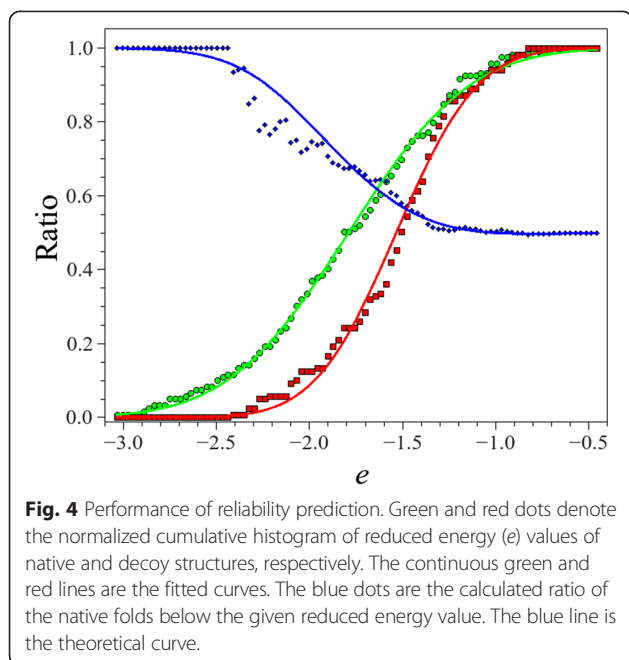 1.0
0.8
0.6
0.4
0.2
0.0
Ratio
−3.0 −2.5 −2.0 −1.5 −1.0 −0.5
e
Fig. 4 Performance of reliability prediction. Green and red dots denote
the normalized cumulative histogram of reduced energy (e) values of
native and decoy structures, respectively. The continuous green and
red lines are the fitted curves. The blue dots are the calculated ratio of
the native folds below the given reduced energy value. The blue line is
the theoretical curve.